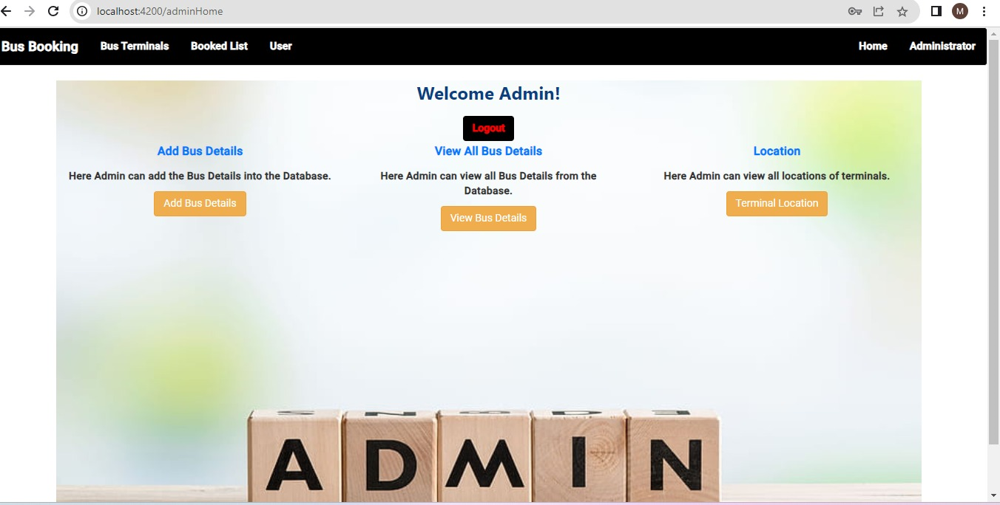 localhost:4200/adminHome
M
Bus Booking Bus Terminals Booked List User Home Administrator
Welcome Admin!
Logout
Add Bus Details View All Bus Details Location
Here Admin can add the Bus Details into the Database. Here Admin can view all Bus Details from the Here Admin can view all locations of terminals.
Database.
Add Bus Details View Bus Details Terminal Location
ADMIN